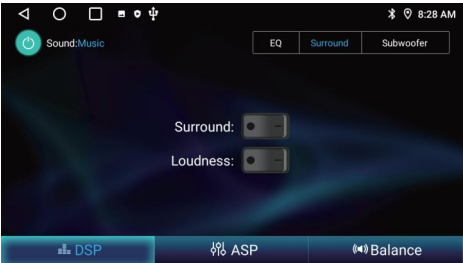 8:28 AM
Sound:Music
EQ Surround Subwoofer
Surround:
Loudness:
DSP ASP Balance